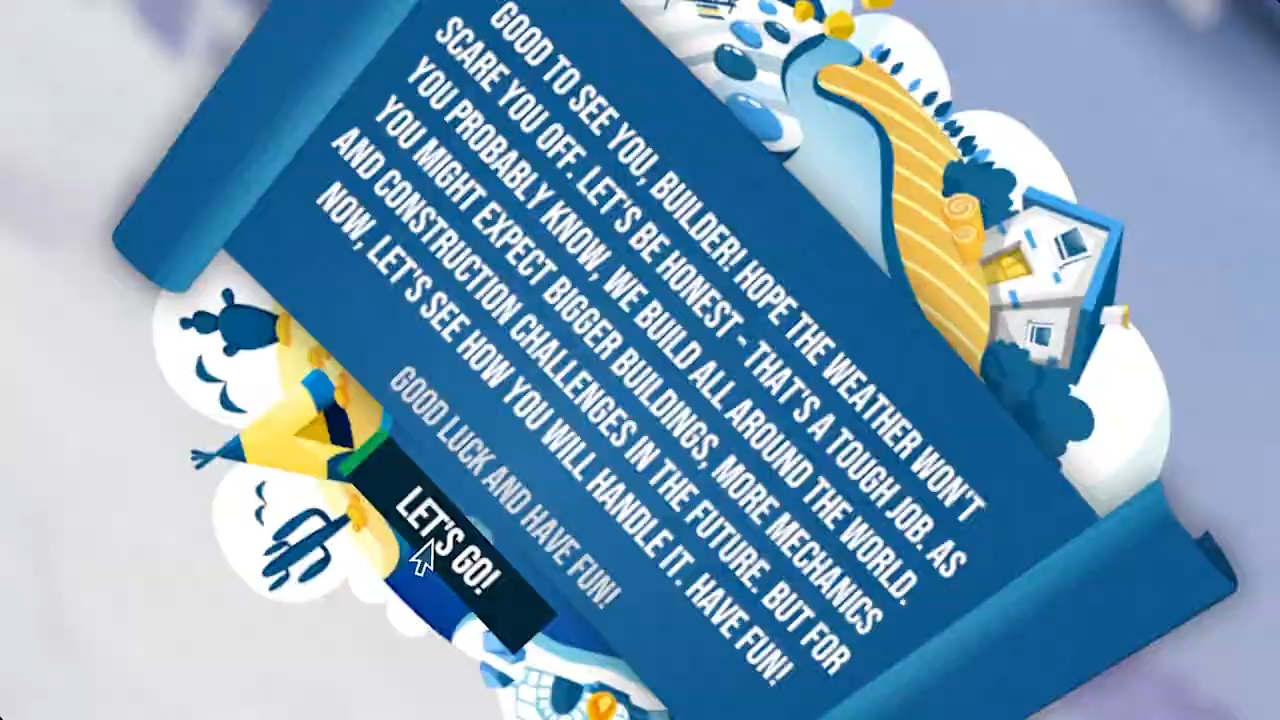 GOOD TO SEE YOU, BUILDER! HOPE THE WEATHER WON'T
SCARE YOU OFF. LET'S BE HONEST - THAT'S A TOUGH JOB. AS
YOU PROBABLY KNOW, WE BUILD ALL AROUND THE WORLD.
YOU MIGHT EXPECT BIGGER BUILDINGS, MORE MECHANICS
AND CONSTRUCTION CHALLENGES IN THE FUTURE. BUT FOR
NOW, LET'S SEE HOW YOU WILL HANDLE IT. HAVE FUN!
GOOD LUCK AND HAVE FUN!
LET'S GO!